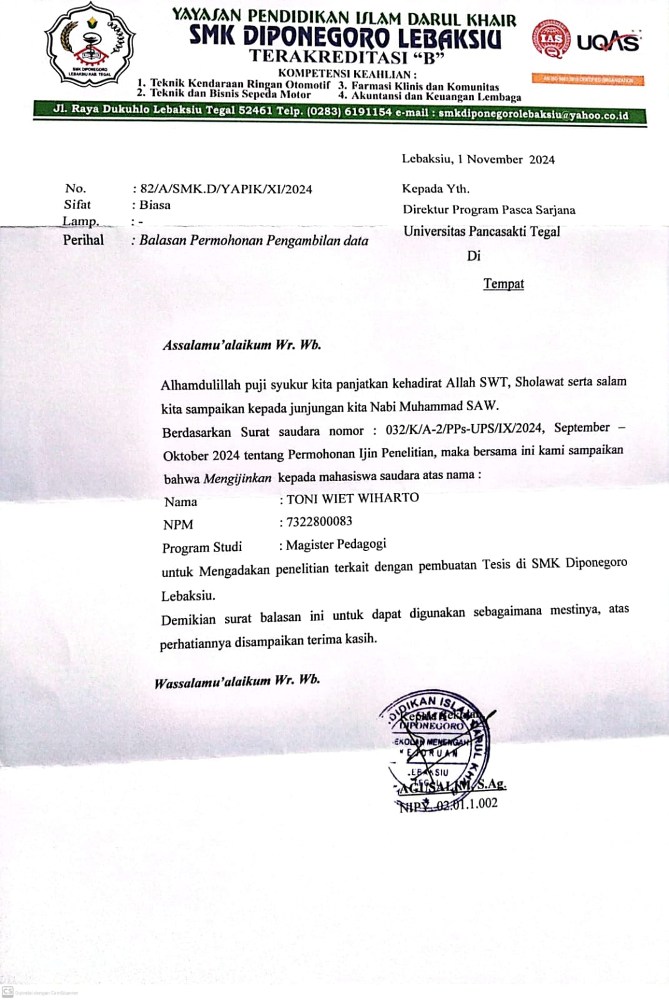 YAYASAN PENDIDIKAN ISLAM DARUL KHAIR
SMK DIPONEGORO LEBAKSIU
TERAKREDITASI “B”
KOMPETENSI KEAHLIAN :
1. Teknik Kendaraan Ringan Otomotif 3. Farmasi Klinis dan Komunitas
2. Teknik dan Bisnis Sepeda Motor 4. Akuntansi dan Keuangan Lembaga
SMK DIPONEGORO
LEBAKSIU KAB. TEGAL
IAS
UQAS
AN ISO 9001:2015 CERTIFIED ORGANIZATION
Jl. Raya Dukuhlo Lebaksiu Tegal 52461 Telp. (0283) 6191154 e-mail : smkdiponegorolebaksiu@yahoo.co.id
Lebaksiu, 1 November 2024
No. : 82/A/SMK.D/YAPIK/XI/2024
Sifat : Biasa
Lamp. : -
Perihal : Balasan Permohonan Pengambilan data
Kepada Yth.
Direktur Program Pasca Sarjana
Universitas Pancasakti Tegal
Di
Tempat
Assalamu’alaikum Wr. Wb.
Alhamdulillah puji syukur kita panjatkan kehadirat Allah SWT, Sholawat serta salam
kita sampaikan kepada junjungan kita Nabi Muhammad SAW.
Berdasarkan Surat saudara nomor : 032/K/A-2/PPs-UPS/IX/2024, September –
Oktober 2024 tentang Permohonan Ijin Penelitian, maka bersama ini kami sampaikan
bahwa Mengijinkan kepada mahasiswa saudara atas nama :
Nama : TONI WIET WIHARTO
NPM : 7322800083
Program Studi : Magister Pedagogi
untuk Mengadakan penelitian terkait dengan pembuatan Tesis di SMK Diponegoro
Lebaksiu.
Demikian surat balasan ini untuk dapat digunakan sebagaimana mestinya, atas
perhatiannya disampaikan terima kasih.
Wassalamu’alaikum Wr. Wb.
Kepala Sekolah
DIPONEGORO
LEBAKSIU
AGUSALIM, S.Ag.
NIPY. 02.01.1.002
CS Dipindai dengan CamScanner